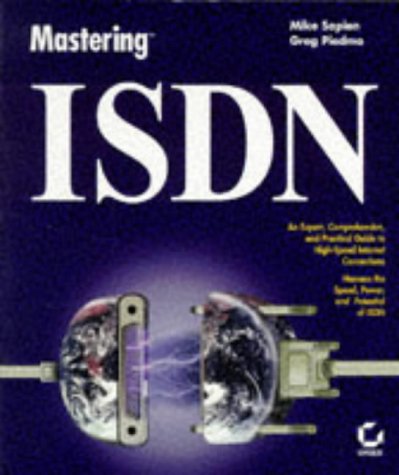 Mastering™
Mike Sapien
Greg Piedmo
ISDN
An Expert, Comprehensive,
and Practical Guide to
High-Speed Internet
Connections
Harness the
Speed, Power,
and Potential
of ISDN
SYBEX